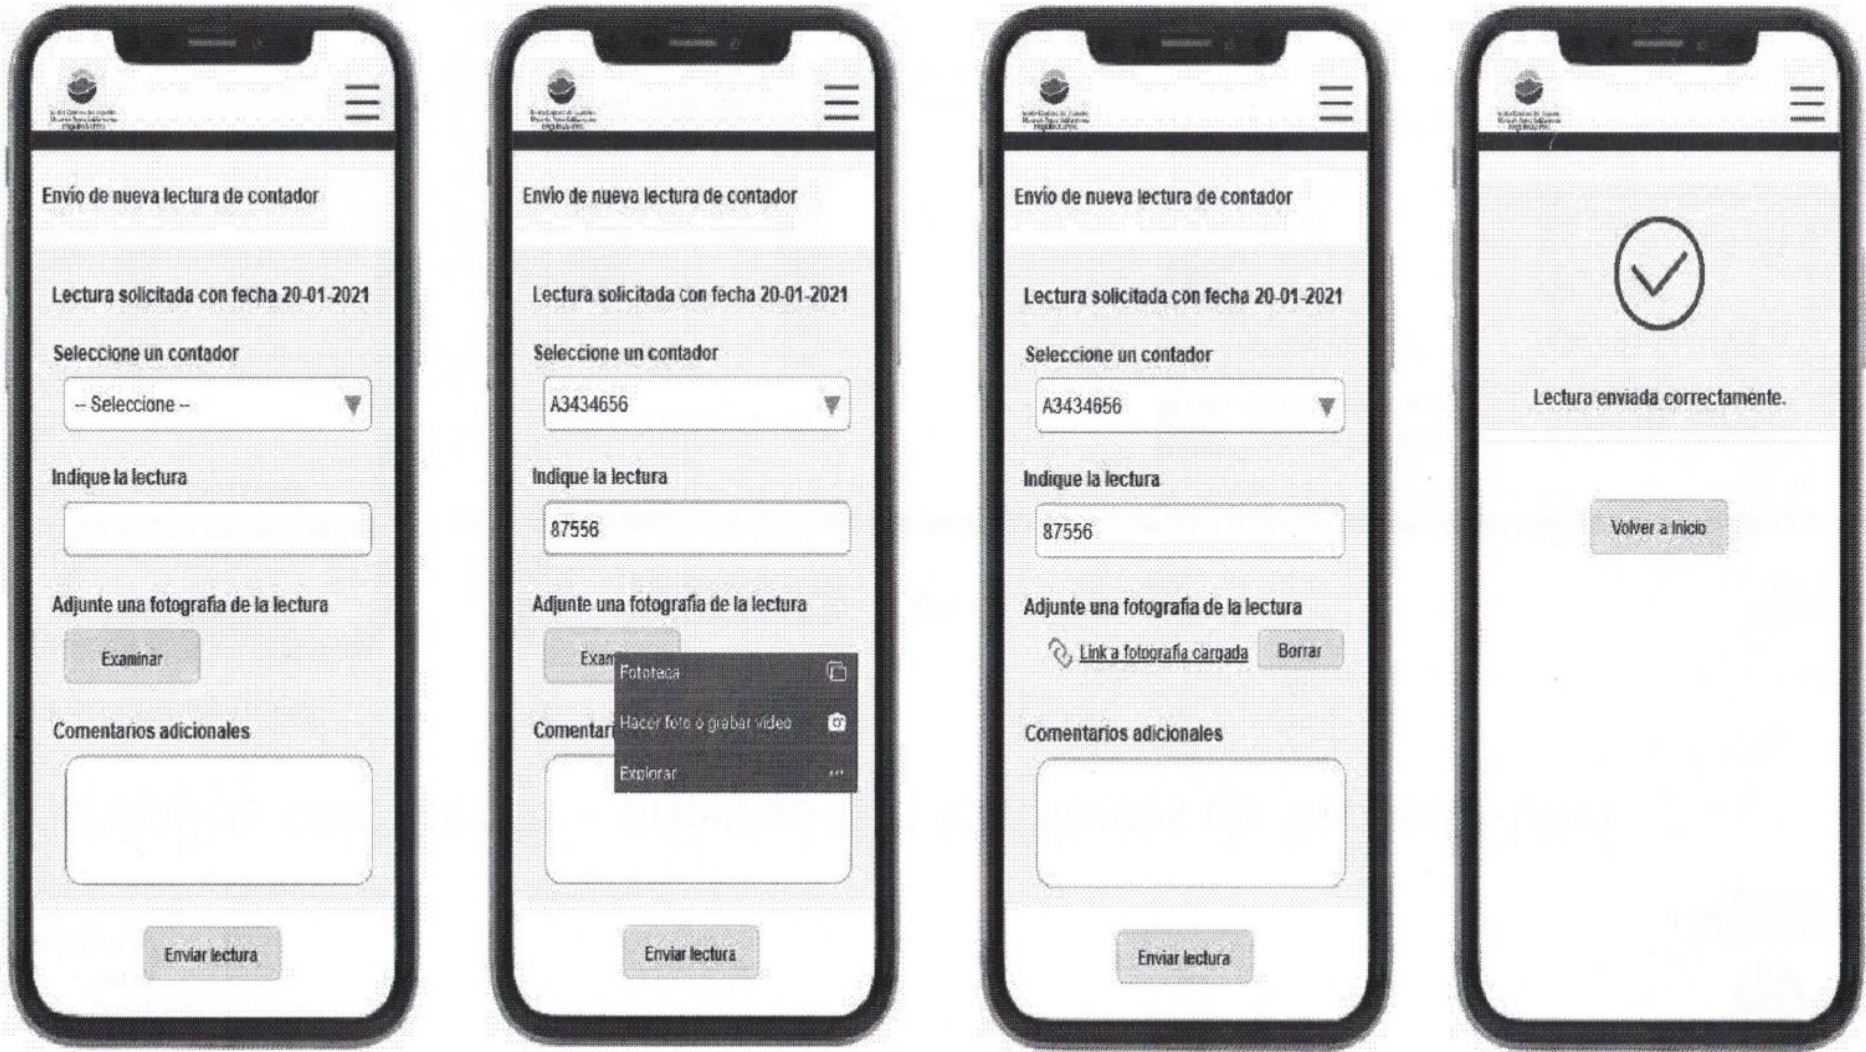 Envío de nueva lectura de contador
Lectura solicitada con fecha 20-01-2021
Seleccione un contador
-- Seleccione --
Indique la lectura
Adjunte una fotografía de la lectura
Examinar
Comentarios adicionales
Enviar lectura
Envío de nueva lectura de contador
Lectura solicitada con fecha 20-01-2021
Seleccione un contador
A3434656
Indique la lectura
87556
Adjunte una fotografía de la lectura
Fototeca
Hacer foto o grabar vídeo
Explorar
Enviar lectura
Envío de nueva lectura de contador
Lectura solicitada con fecha 20-01-2021
Seleccione un contador
A3434656
Indique la lectura
87556
Adjunte una fotografía de la lectura
Link a fotografía cargada Borrar
Comentarios adicionales
Enviar lectura
Lectura enviada correctamente.
Volver a Inicio